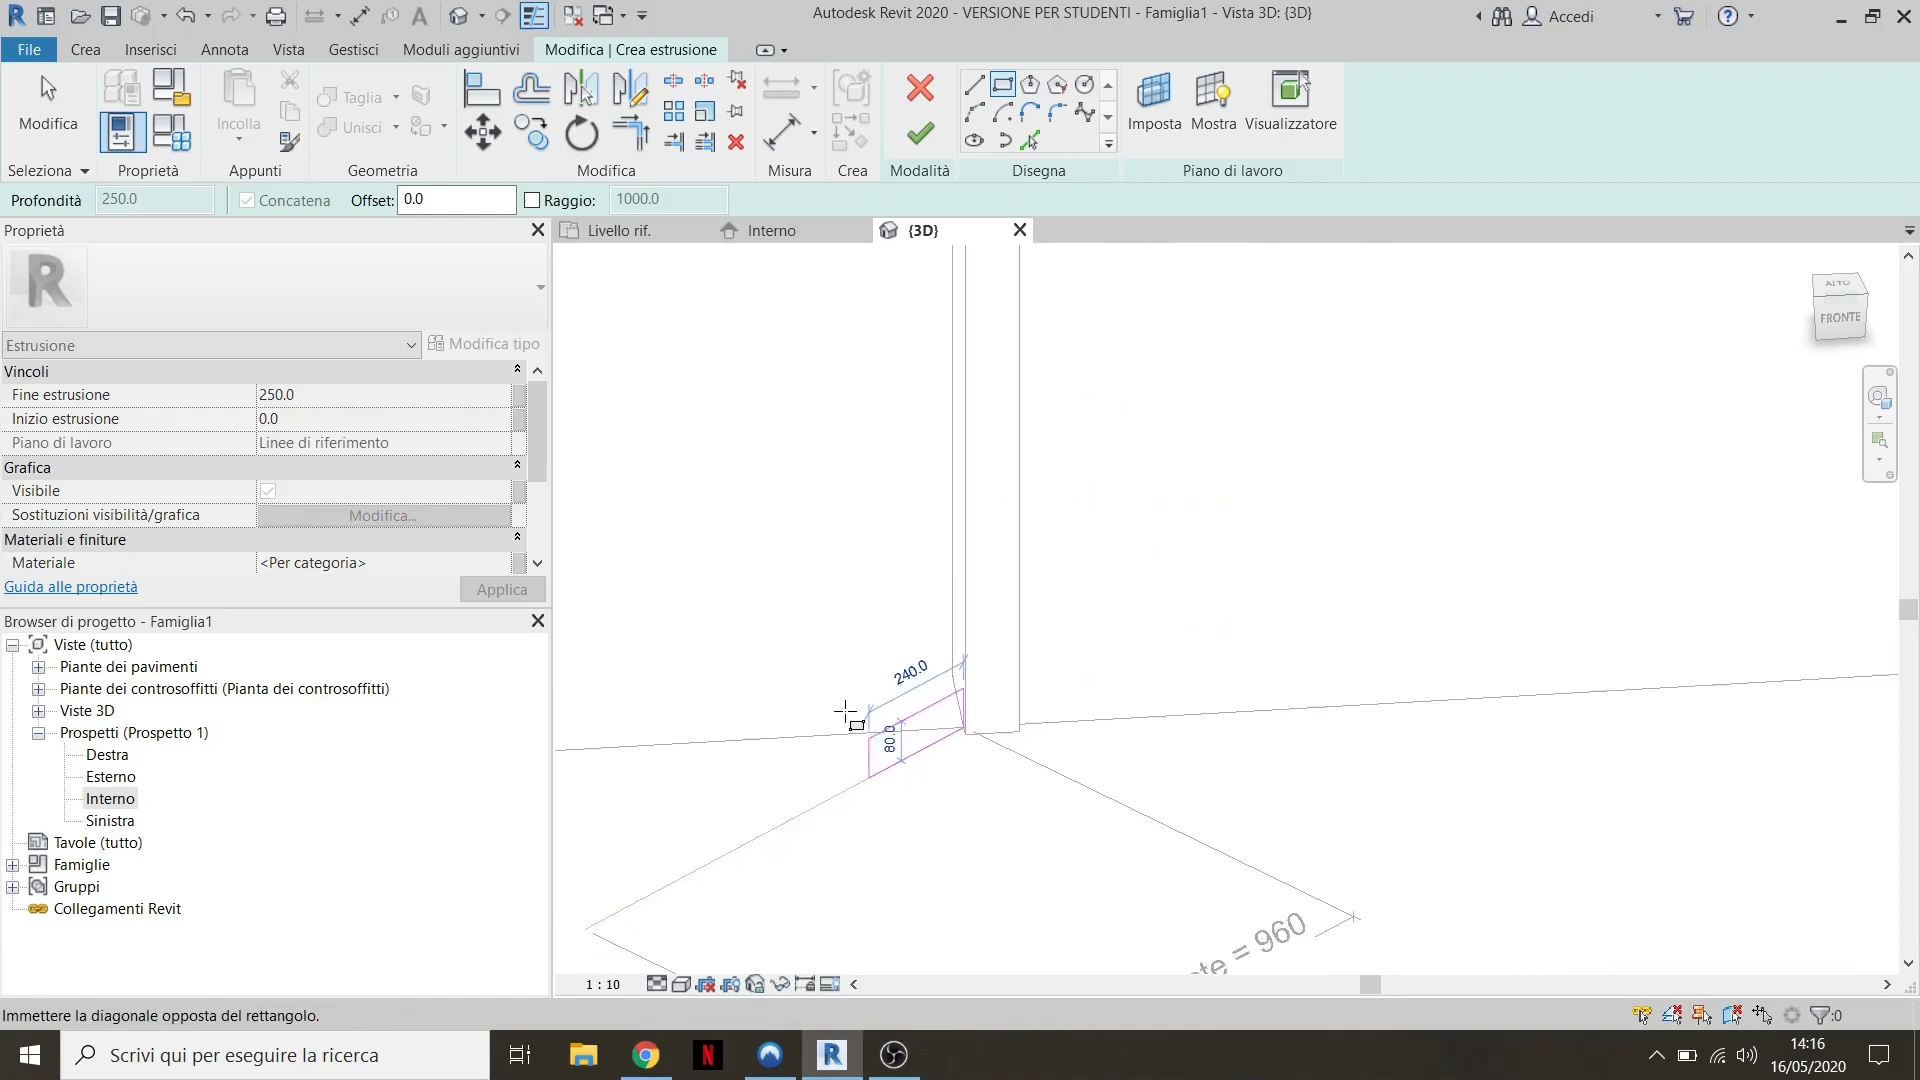 Autodesk Revit 2020 - VERSIONE PER STUDENTI - Famiglia1 - Vista 3D: {3D}
Accedi
File
Crea
Inserisci
Annota
Vista
Gestisci
Moduli aggiuntivi
Modifica | Crea estrusione
Modifica
Incolla
Taglia
Unisci
Imposta
Mostra
Visualizzatore
Seleziona
Proprietà
Appunti
Geometria
Modifica
Misura
Crea
Modalità
Disegna
Piano di lavoro
Profondità 250.0
Concatena
Offset: 0.0
Raggio: 1000.0
Proprietà
Livello rif.
Interno
{3D}
R
Estrusione
Modifica tipo
Vincoli
Fine estrusione 250.0
Inizio estrusione 0.0
Piano di lavoro Linee di riferimento
Grafica
Visibile
Sostituzioni visibilità/grafica Modifica...
Materiali e finiture
Materiale <Per categoria>
Guida alle proprietà
Applica
ALTO
FRONTE
240.0
80.0
te = 960
Browser di progetto - Famiglia1
Viste (tutto)
Piante dei pavimenti
Piante dei controsoffitti (Pianta dei controsoffitti)
Viste 3D
Prospetti (Prospetto 1)
Destra
Esterno
Interno
Sinistra
Tavole (tutto)
Famiglie
Gruppi
Collegamenti Revit
1 : 10
Immettere la diagonale opposta del rettangolo.
:0
Scrivi qui per eseguire la ricerca
14:16
16/05/2020